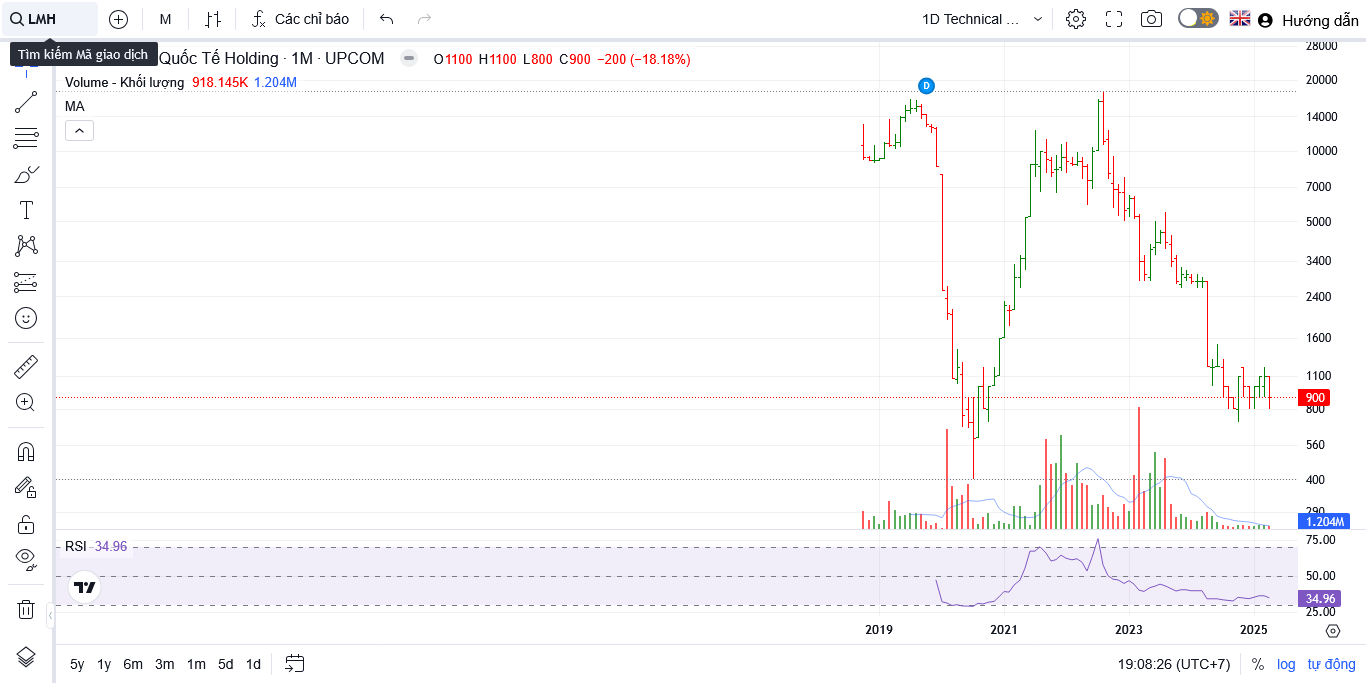 LMH M Các chỉ báo 1D Technical ... Hướng dẫn
Tìm kiếm Mã giao dịch
Quốc Tế Holding · 1M · UPCOM O1100 H1100 L800 C900 −200 (−18.18%)
Volume - Khối lượng 918.145K 1.204M
MA
D
28000
20000
14000
10000
7000
5000
3400
2400
1600
1100
900
800
560
400
290
1.204M
RSI 34.96
75.00
50.00
34.96
25.00
2019 2021 2023 2025
5y 1y 6m 3m 1m 5d 1d 19:08:26 (UTC+7) % log tự động